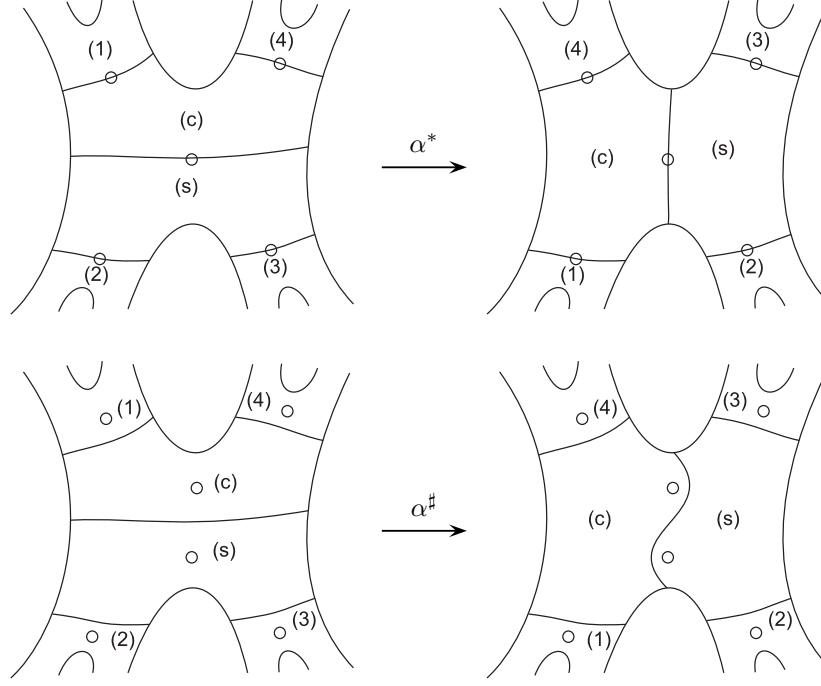 (1) (4) (4) (3)
(c)
α* (c) (s)
(s)
(2) (3) (1) (2)
(1) (4) (4) (3)
(c)
α♯ (c) (s)
(s)
(2) (3) (1) (2)